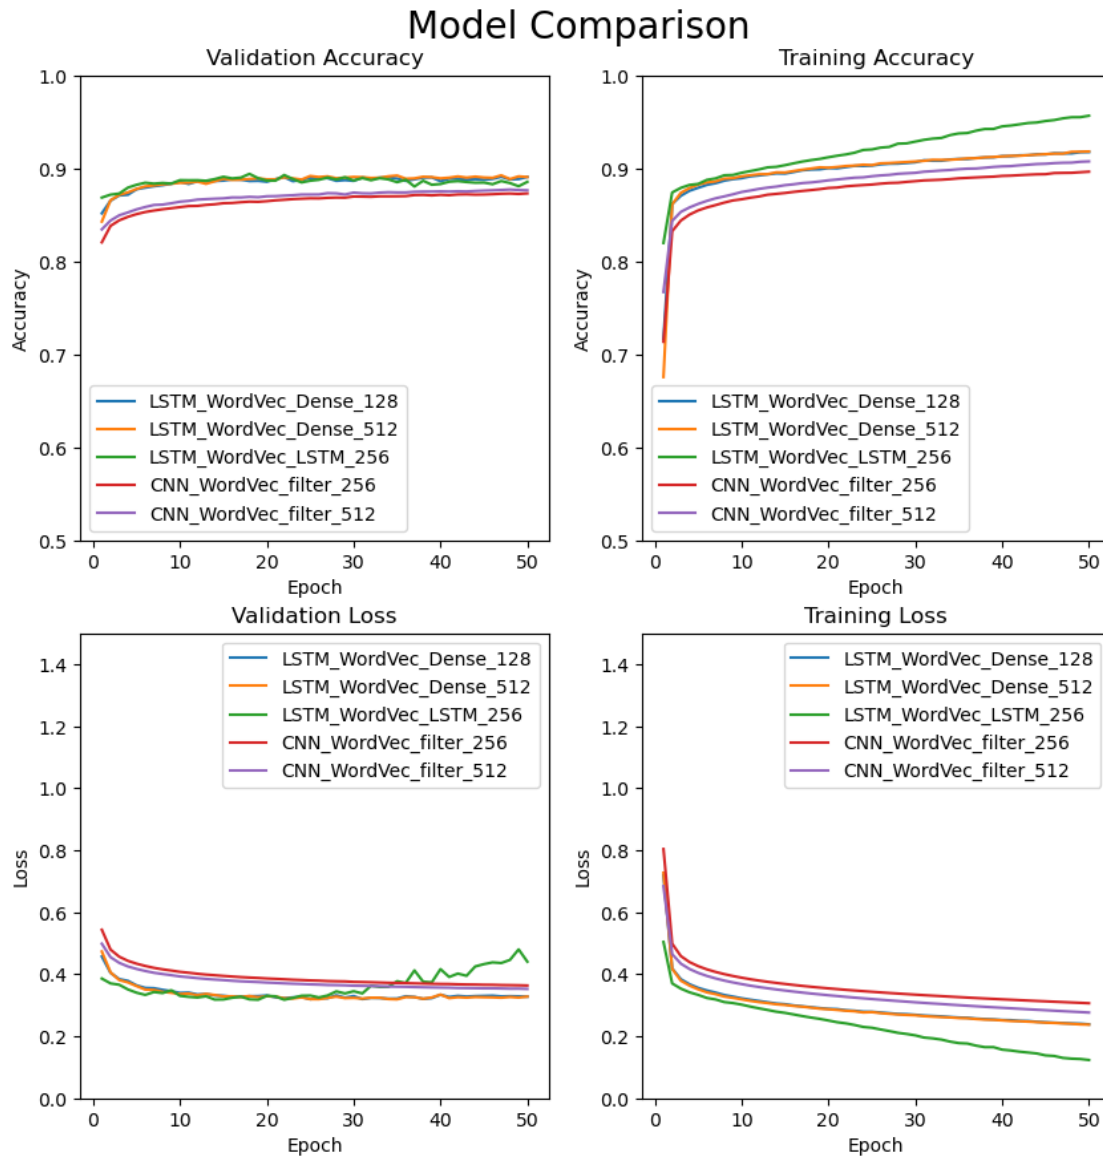 Model Comparison
Validation Accuracy
1.0
0.9
0.8
0.7
0.6
0.5
Accuracy
LSTM_WordVec_Dense_128
LSTM_WordVec_Dense_512
LSTM_WordVec_LSTM_256
CNN_WordVec_filter_256
CNN_WordVec_filter_512
0 10 20 30 40 50
Epoch
Training Accuracy
1.0
0.9
0.8
0.7
0.6
0.5
Accuracy
LSTM_WordVec_Dense_128
LSTM_WordVec_Dense_512
LSTM_WordVec_LSTM_256
CNN_WordVec_filter_256
CNN_WordVec_filter_512
0 10 20 30 40 50
Epoch
Validation Loss
1.4
1.2
1.0
0.8
0.6
0.4
0.2
0.0
Loss
LSTM_WordVec_Dense_128
LSTM_WordVec_Dense_512
LSTM_WordVec_LSTM_256
CNN_WordVec_filter_256
CNN_WordVec_filter_512
0 10 20 30 40 50
Epoch
Training Loss
1.4
1.2
1.0
0.8
0.6
0.4
0.2
0.0
Loss
LSTM_WordVec_Dense_128
LSTM_WordVec_Dense_512
LSTM_WordVec_LSTM_256
CNN_WordVec_filter_256
CNN_WordVec_filter_512
0 10 20 30 40 50
Epoch